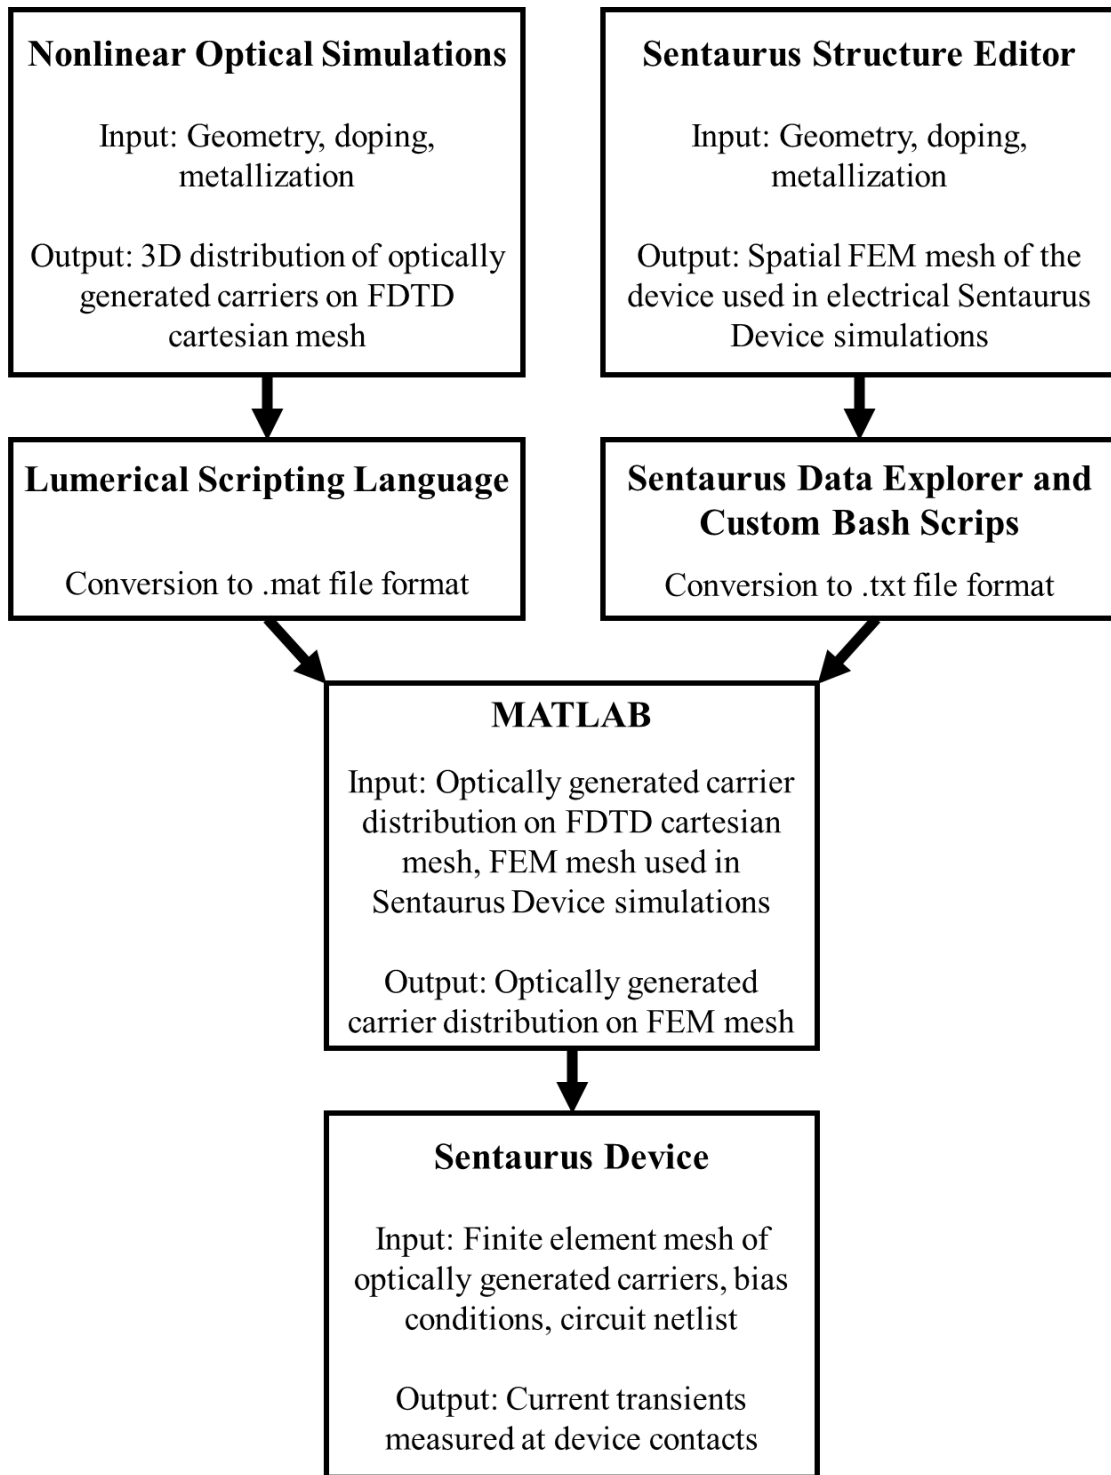 Nonlinear Optical Simulations
Input: Geometry, doping,
metallization
Output: 3D distribution of optically
generated carriers on FDTD
cartesian mesh
Sentaurus Structure Editor
Input: Geometry, doping,
metallization
Output: Spatial FEM mesh of the
device used in electrical Sentaurus
Device simulations
Lumerical Scripting Language
Conversion to .mat file format
Sentaurus Data Explorer and
Custom Bash Scrips
Conversion to .txt file format
MATLAB
Input: Optically generated carrier
distribution on FDTD cartesian
mesh, FEM mesh used in
Sentaurus Device simulations
Output: Optically generated
carrier distribution on FEM mesh
Sentaurus Device
Input: Finite element mesh of
optically generated carriers, bias
conditions, circuit netlist
Output: Current transients
measured at device contacts